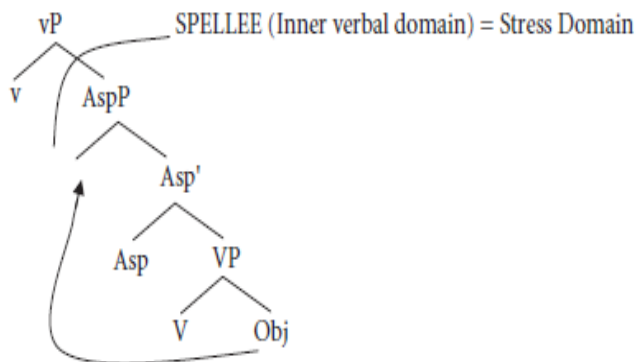 vP SPELLEE (Inner verbal domain) = Stress Domain
v AspP
Asp'
Asp VP
V Obj